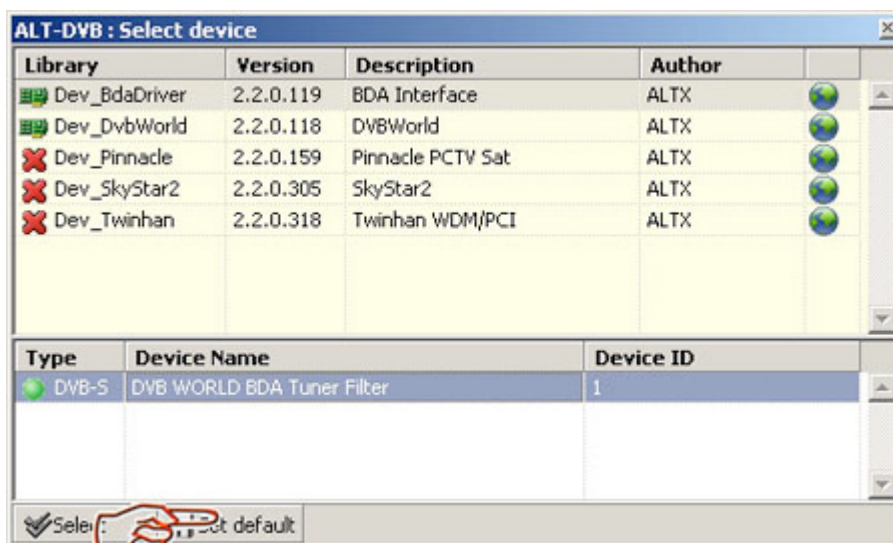 ALT-DVB : Select device
Library Version Description Author
Dev_BdaDriver 2.2.0.119 BDA Interface ALTX
Dev_DvbWorld 2.2.0.118 DVBWorld ALTX
Dev_Pinnacle 2.2.0.159 Pinnacle PCTV Sat ALTX
Dev_SkyStar2 2.2.0.305 SkyStar2 ALTX
Dev_Twinhan 2.2.0.318 Twinhan WDM/PCI ALTX
Type Device Name Device ID
DVB-S DVB WORLD BDA Tuner Filter 1
default